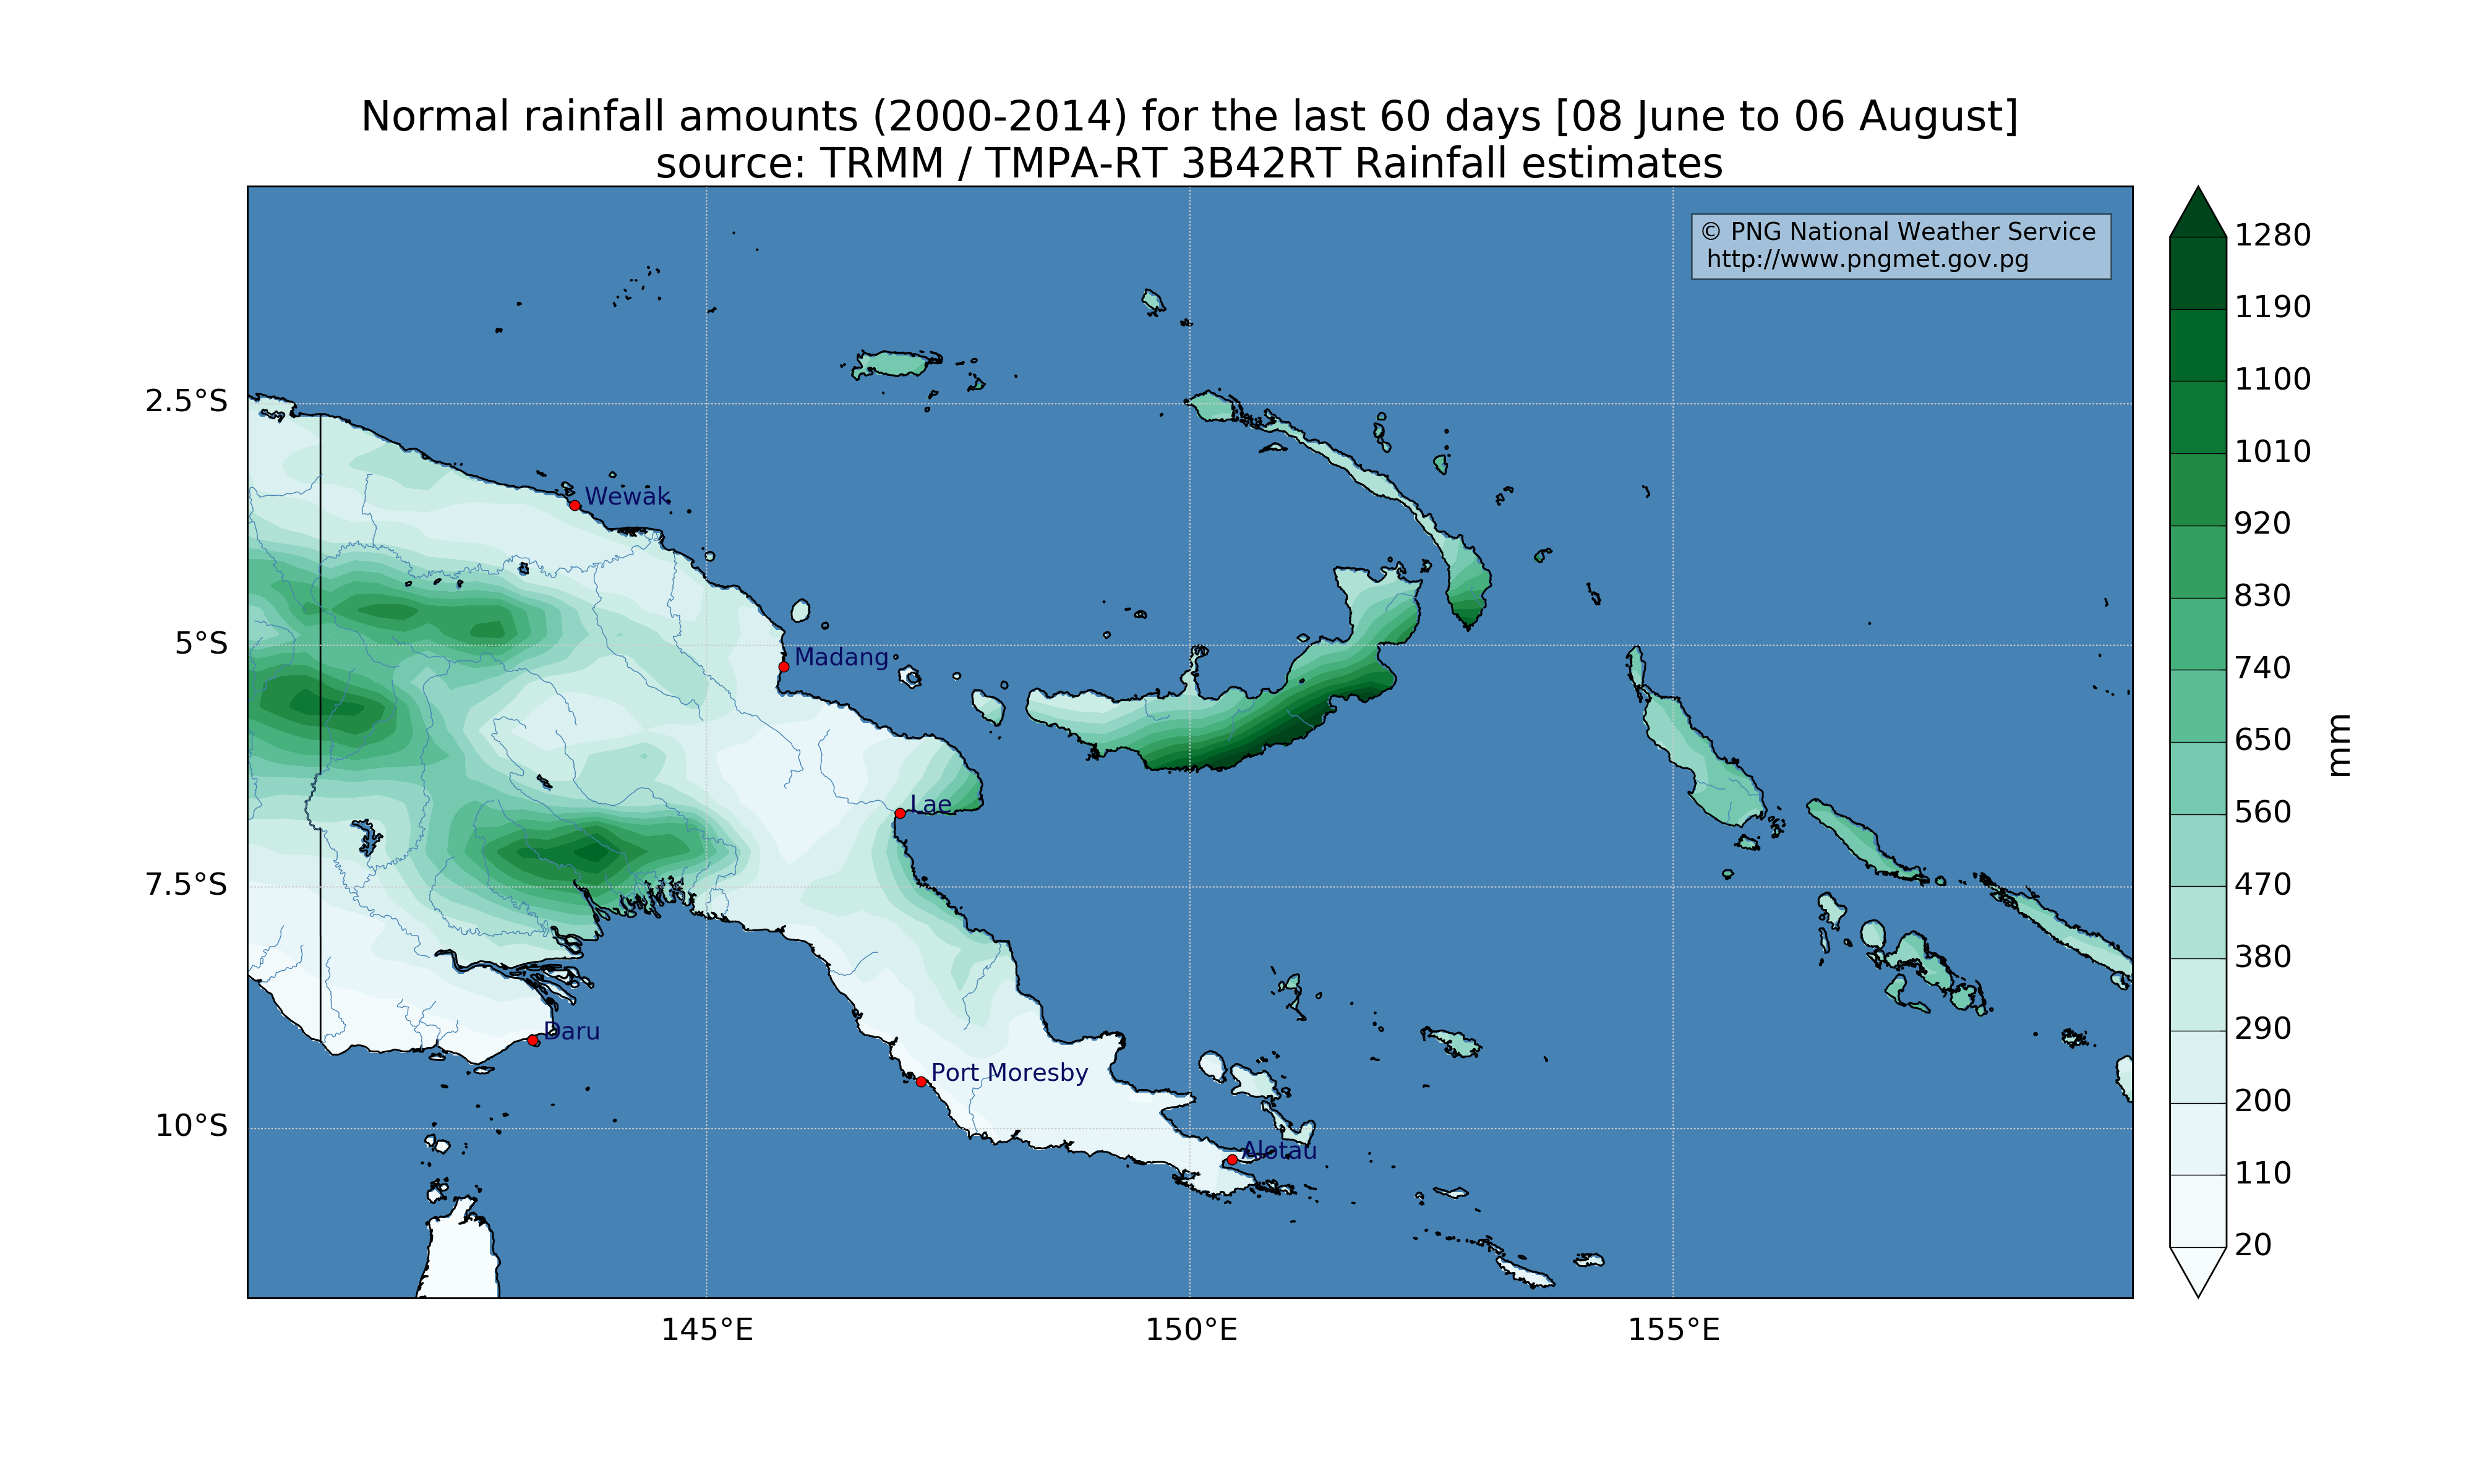 Normal rainfall amounts (2000-2014) for the last 60 days [08 June to 06 August]
source: TRMM / TMPA-RT 3B42RT Rainfall estimates
© PNG National Weather Service
http://www.pngmet.gov.pg
1280
1190
1100
1010
920
830
740
650
560
470
380
290
200
110
20
mm
2.5°S
5°S
7.5°S
10°S
Wewak
Madang
Lae
Daru
Port Moresby
Alotau
145°E
150°E
155°E